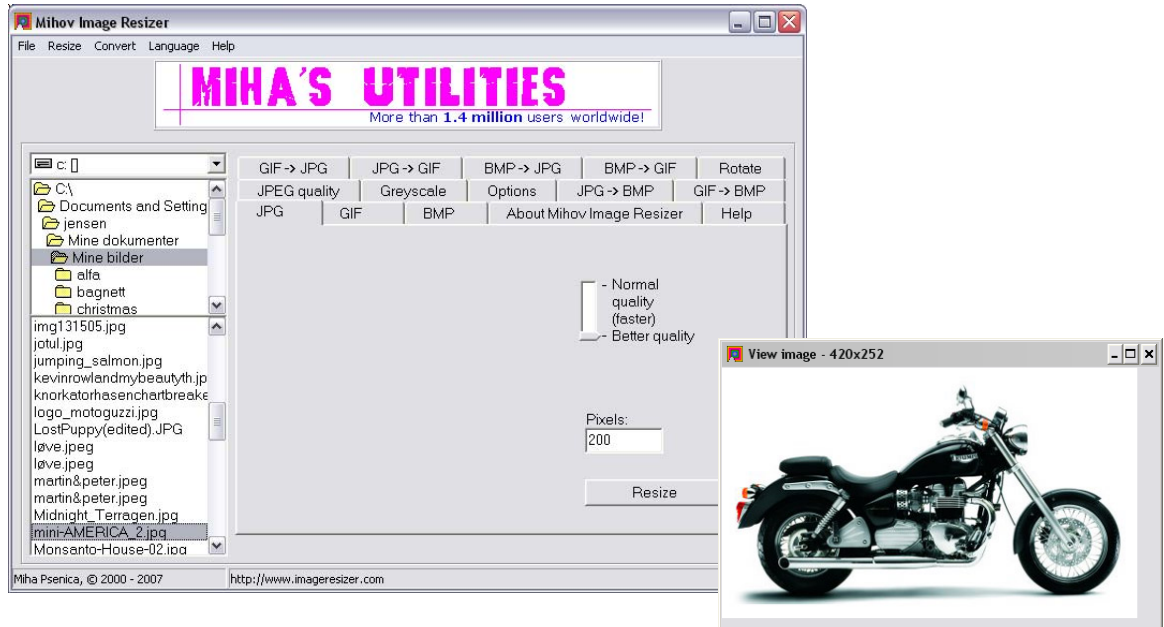 Mihov Image Resizer
File Resize Convert Language Help
MIHA'S UTILITIES
More than 1.4 million users worldwide!
c: []
C:\
Documents and Setting
jensen
Mine dokumenter
Mine bilder
alfa
bagnett
christmas
img131505.jpg
jotul.jpg
jumping_salmon.jpg
kevinrowlandmybeautyth.jp
knorkatorhasenchartbreake
logo_motoguzzi.jpg
LostPuppy(edited).JPG
løve.jpeg
løve.jpeg
martin&peter.jpeg
martin&peter.jpeg
Midnight_Terragen.jpg
mini-AMERICA_2.jpg
Monsanto-House-02.jpg
GIF -> JPG JPG -> GIF BMP -> JPG BMP -> GIF Rotate
JPEG quality Greyscale Options JPG -> BMP GIF -> BMP
JPG GIF BMP About Mihov Image Resizer Help
- Normal
quality
(faster)
- Better quality
Pixels:
200
Resize
View image - 420x252
TRIUMPH
Miha Psenica, © 2000 - 2007 http://www.imageresizer.com